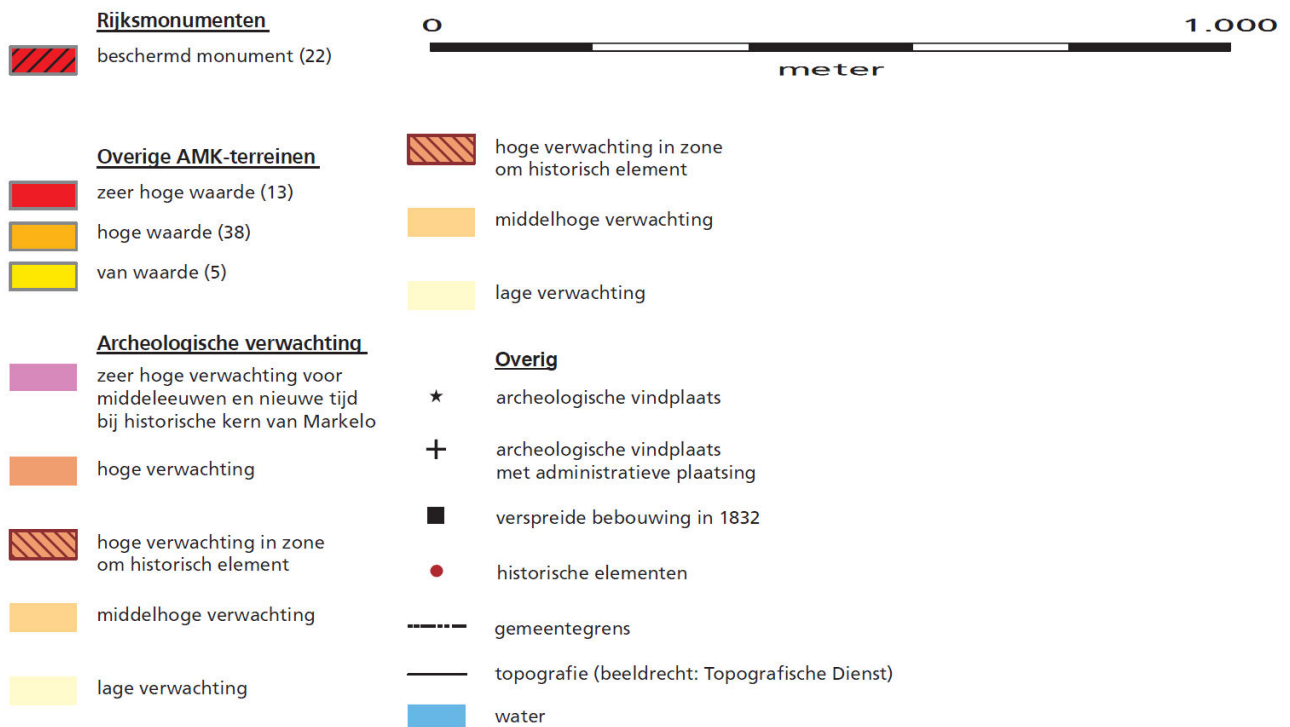 Rijksmonumenten
beschermd monument (22)
Overige AMK-terreinen
zeer hoge waarde (13)
hoge waarde (38)
van waarde (5)
Archeologische verwachting
zeer hoge verwachting voor
middeleeuwen en nieuwe tijd
bij historische kern van Markelo
hoge verwachting
hoge verwachting in zone
om historisch element
middelhoge verwachting
lage verwachting
0 1.000
meter
hoge verwachting in zone
om historisch element
middelhoge verwachting
lage verwachting
Overig
archeologische vindplaats
archeologische vindplaats
met administratieve plaatsing
verspreide bebouwing in 1832
historische elementen
gemeentegrens
topografie (beeldrecht: Topografische Dienst)
water